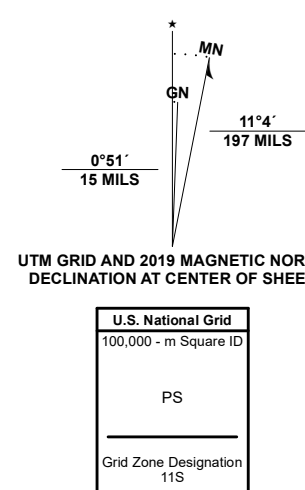 ★
MN
GN
11°4´
197 MILS
0°51´
15 MILS
UTM GRID AND 2019 MAGNETIC NOR
DECLINATION AT CENTER OF SHEE
U.S. National Grid
100,000 - m Square ID
PS
Grid Zone Designation
11S